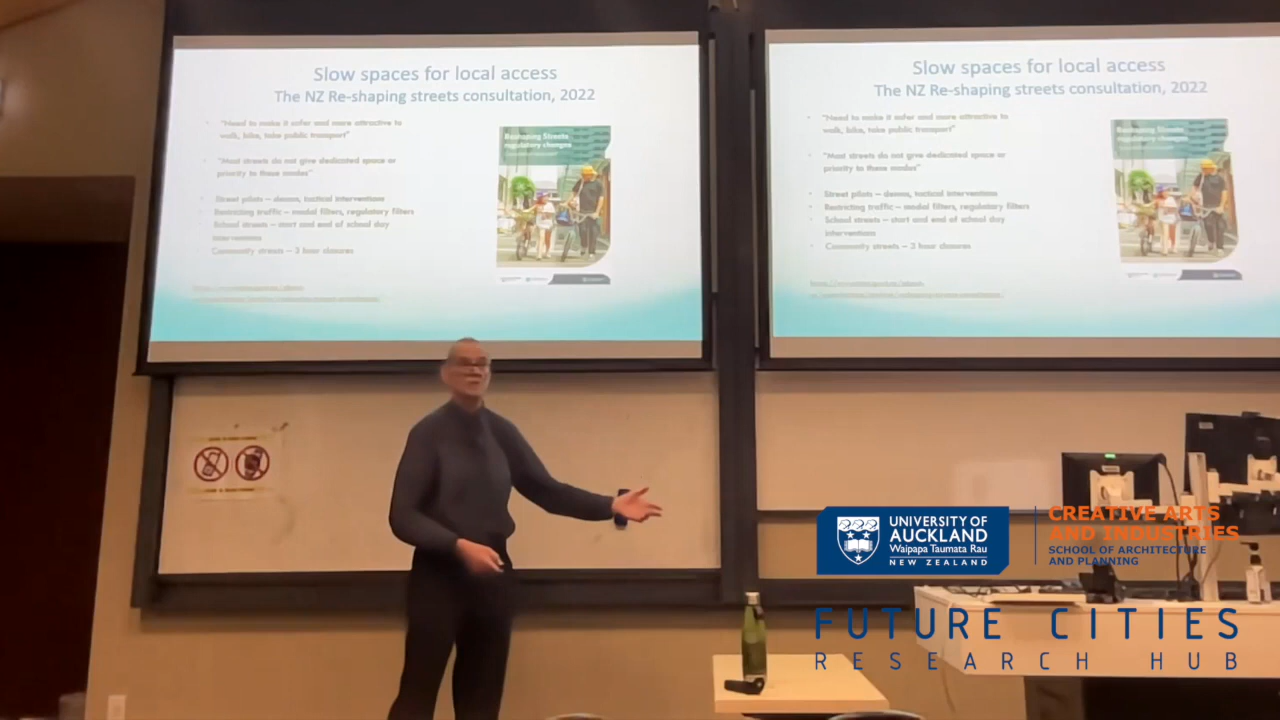 Slow spaces for local access
The NZ Re-shaping streets consultation, 2022
"Need to make it safer and more attractive to
walk, bike, take public transport"
"Most streets do not give dedicated space or
priority to these modes"
Street pilots – demos, tactical interventions
Restricting traffic – modal filters, regulatory filters
School streets – start and end of school day
interventions
Community streets – 3 hour closures
Reshaping Streets
regulatory changes
Slow spaces for local access
The NZ Re-shaping streets consultation, 2022
"Need to make it safer and more attractive to
walk, bike, take public transport"
"Most streets do not give dedicated space or
priority to these modes"
Street pilots – demos, tactical interventions
Restricting traffic – modal filters, regulatory filters
School streets – start and end of school day
interventions
Community streets – 3 hour closures
Reshaping Streets
regulatory changes
UNIVERSITY OF
AUCKLAND
Waipapa Taumata Rau
NEW ZEALAND
CREATIVE ARTS
AND INDUSTRIES
SCHOOL OF ARCHITECTURE
AND PLANNING
FUTURE CITIES
RESEARCH HUB